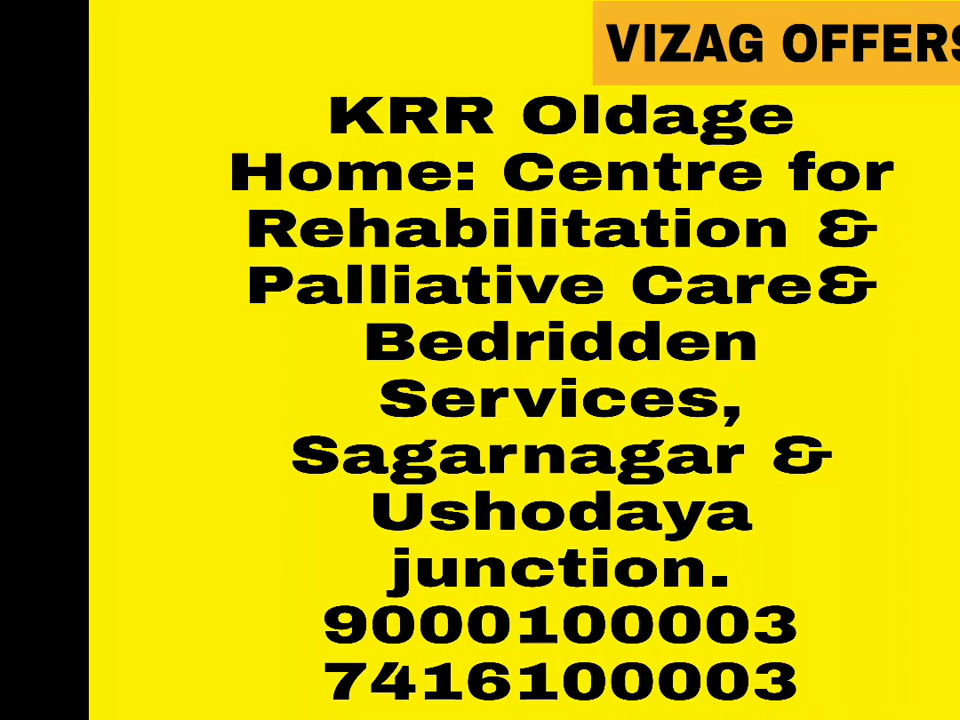 VIZAG OFFERS
KRR Oldage
Home: Centre for
Rehabilitation &
Palliative Care&
Bedridden
Services,
Sagarnagar &
Ushodaya
junction.
9000100003
7416100003